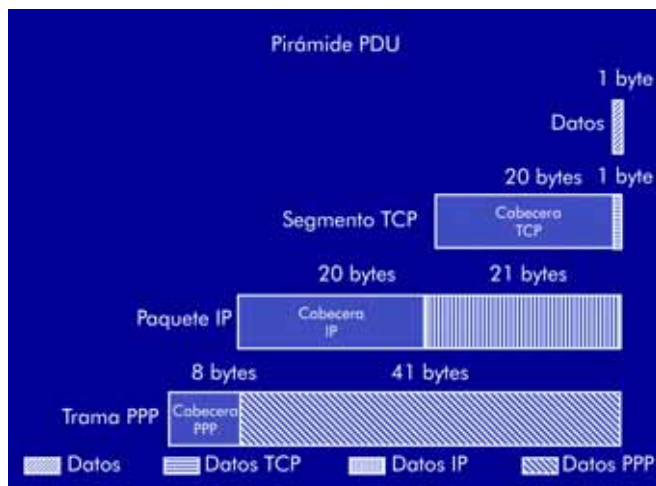 Pirámide PDU
1 byte
Datos
20 bytes 1 byte
Segmento TCP
Cabecera
TCP
20 bytes 21 bytes
Paquete IP
Cabecera
IP
8 bytes 41 bytes
Trama PPP
Cabecera
PPP
Datos Datos TCP Datos IP Datos PPP